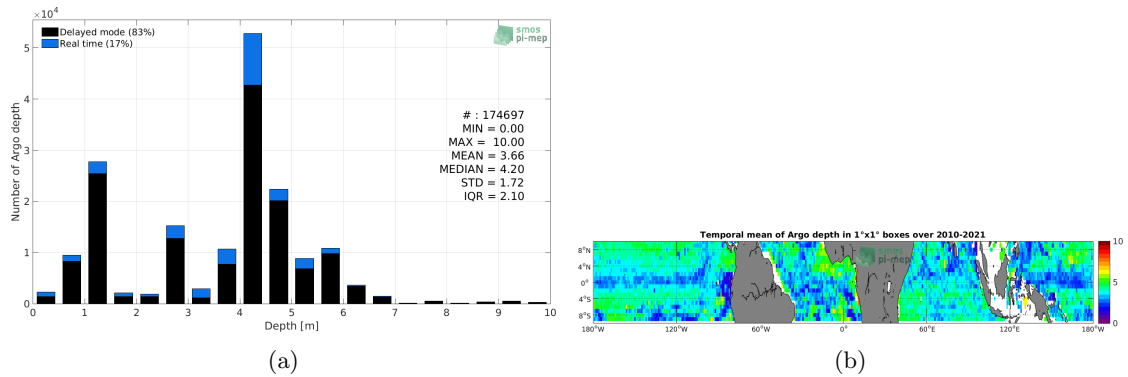 ×10⁴
Delayed mode (83%)
Real time (17%)
smos
pi-mep
5
4
3
2
1
0
Number of Argo depth
# : 174697
MIN = 0.00
MAX = 10.00
MEAN = 3.66
MEDIAN = 4.20
STD = 1.72
IQR = 2.10
0 1 2 3 4 5 6 7 8 9 10
Depth [m]
(a)
Temporal mean of Argo depth in 1°x1° boxes over 2010-2021
smos
pi-mep
8°N
4°N
0°
4°S
8°S
180°W 120°W 60°W 0° 60°E 120°E 180°W
10
5
0
(b)